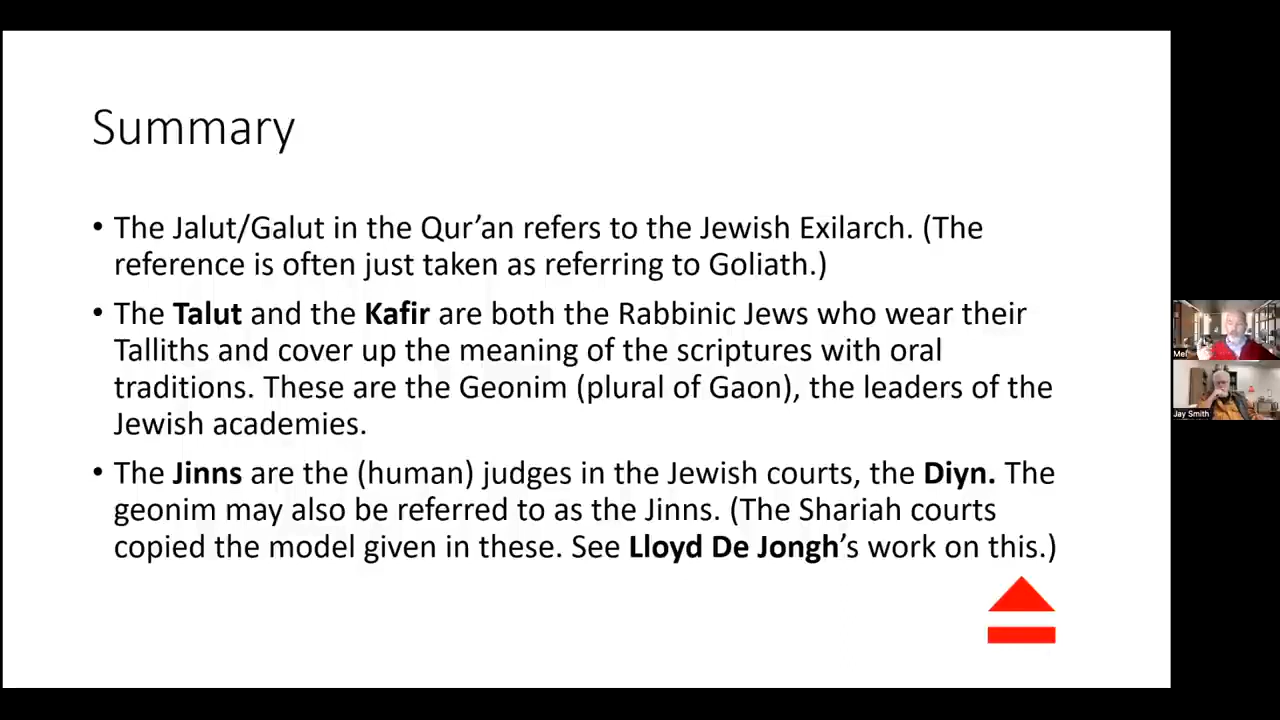 Summary
• The Jalut/Galut in the Qur’an refers to the Jewish Exilarch. (The
reference is often just taken as referring to Goliath.)
• The Talut and the Kafir are both the Rabbinic Jews who wear their
Talliths and cover up the meaning of the scriptures with oral
traditions. These are the Geonim (plural of Gaon), the leaders of the
Jewish academies.
• The Jinns are the (human) judges in the Jewish courts, the Diyn. The
geonim may also be referred to as the Jinns. (The Shariah courts
copied the model given in these. See Lloyd De Jongh’s work on this.)
Mel
Jay Smith